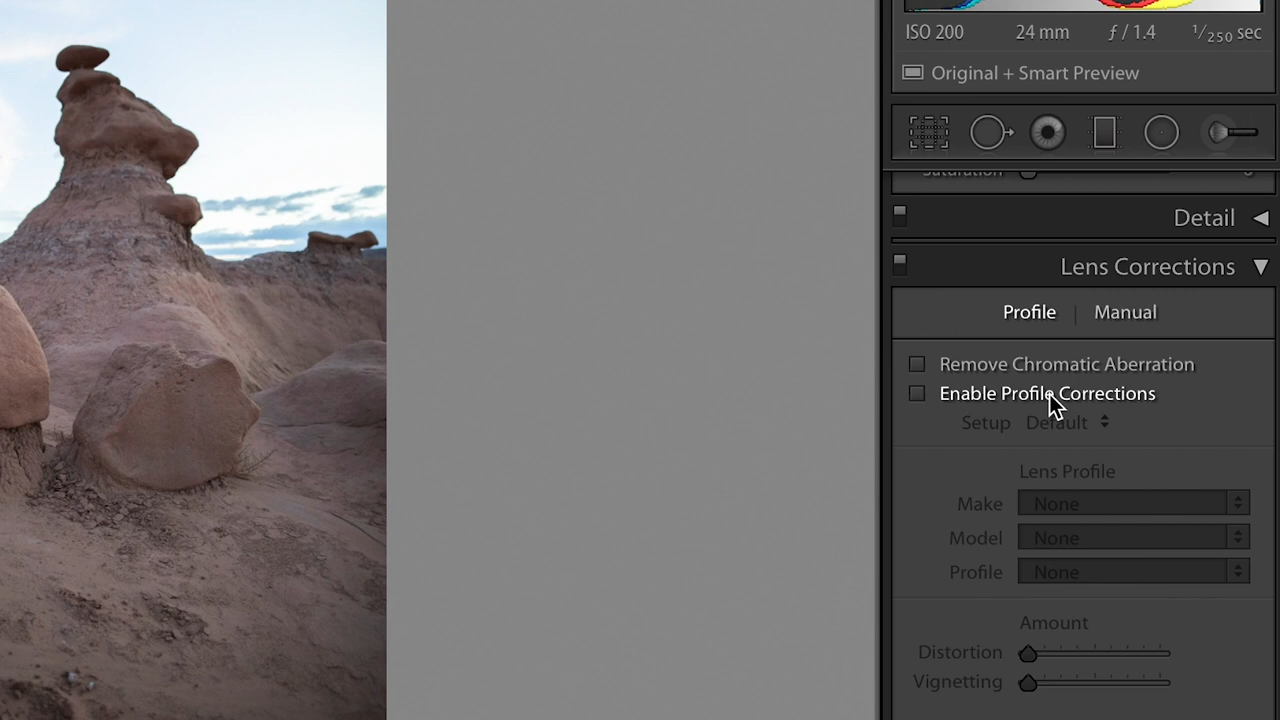 ISO 200 24 mm ƒ / 1.4 1/250 sec
Original + Smart Preview
Saturation
Detail
Lens Corrections
Profile | Manual
Remove Chromatic Aberration
Enable Profile Corrections
Setup Default
Lens Profile
Make None
Model None
Profile None
Amount
Distortion
Vignetting